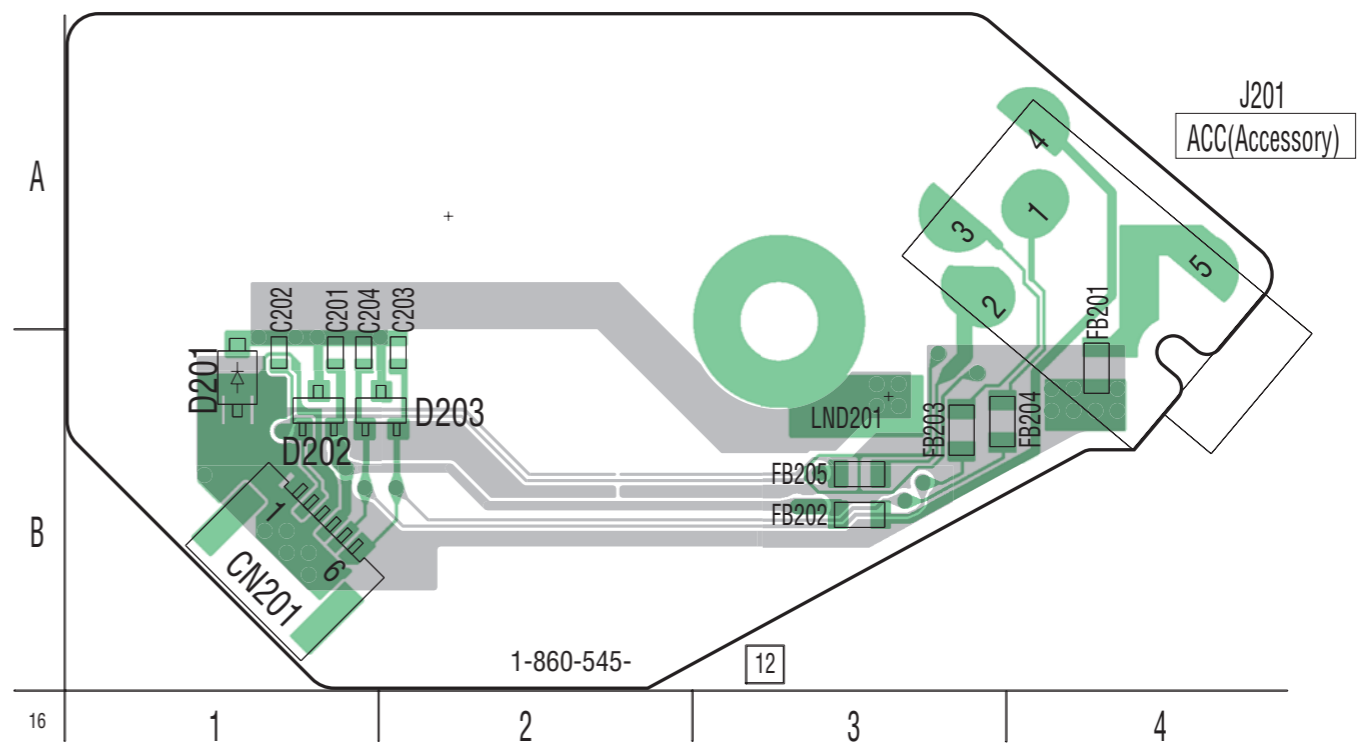 J201
ACC(Accessory)
A
4
1
3
5
2
C202
C201
C204
C203
FB201
D201
D203
LND201
FB203
FB204
D202
FB205
1
FB202
B
6
CN201
1-860-545-
12
16
1
2
3
4